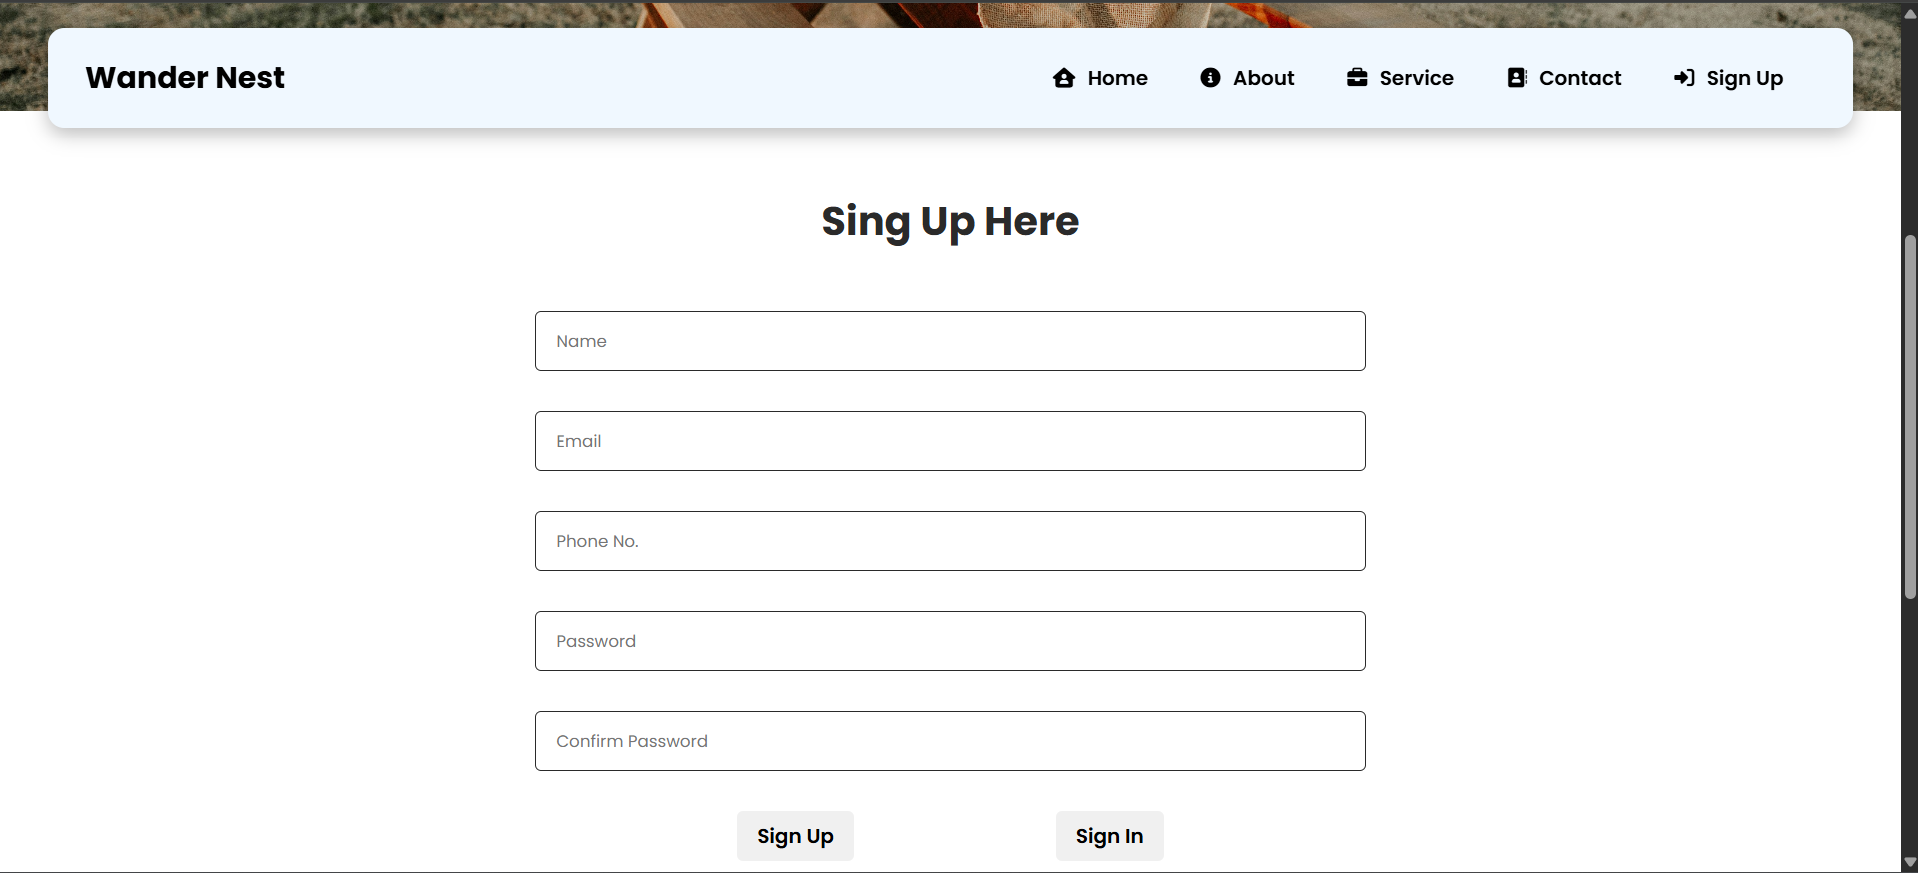 Wander Nest
Home
About
Service
Contact
Sign Up
Sing Up Here
Name
Email
Phone No.
Password
Confirm Password
Sign Up
Sign In